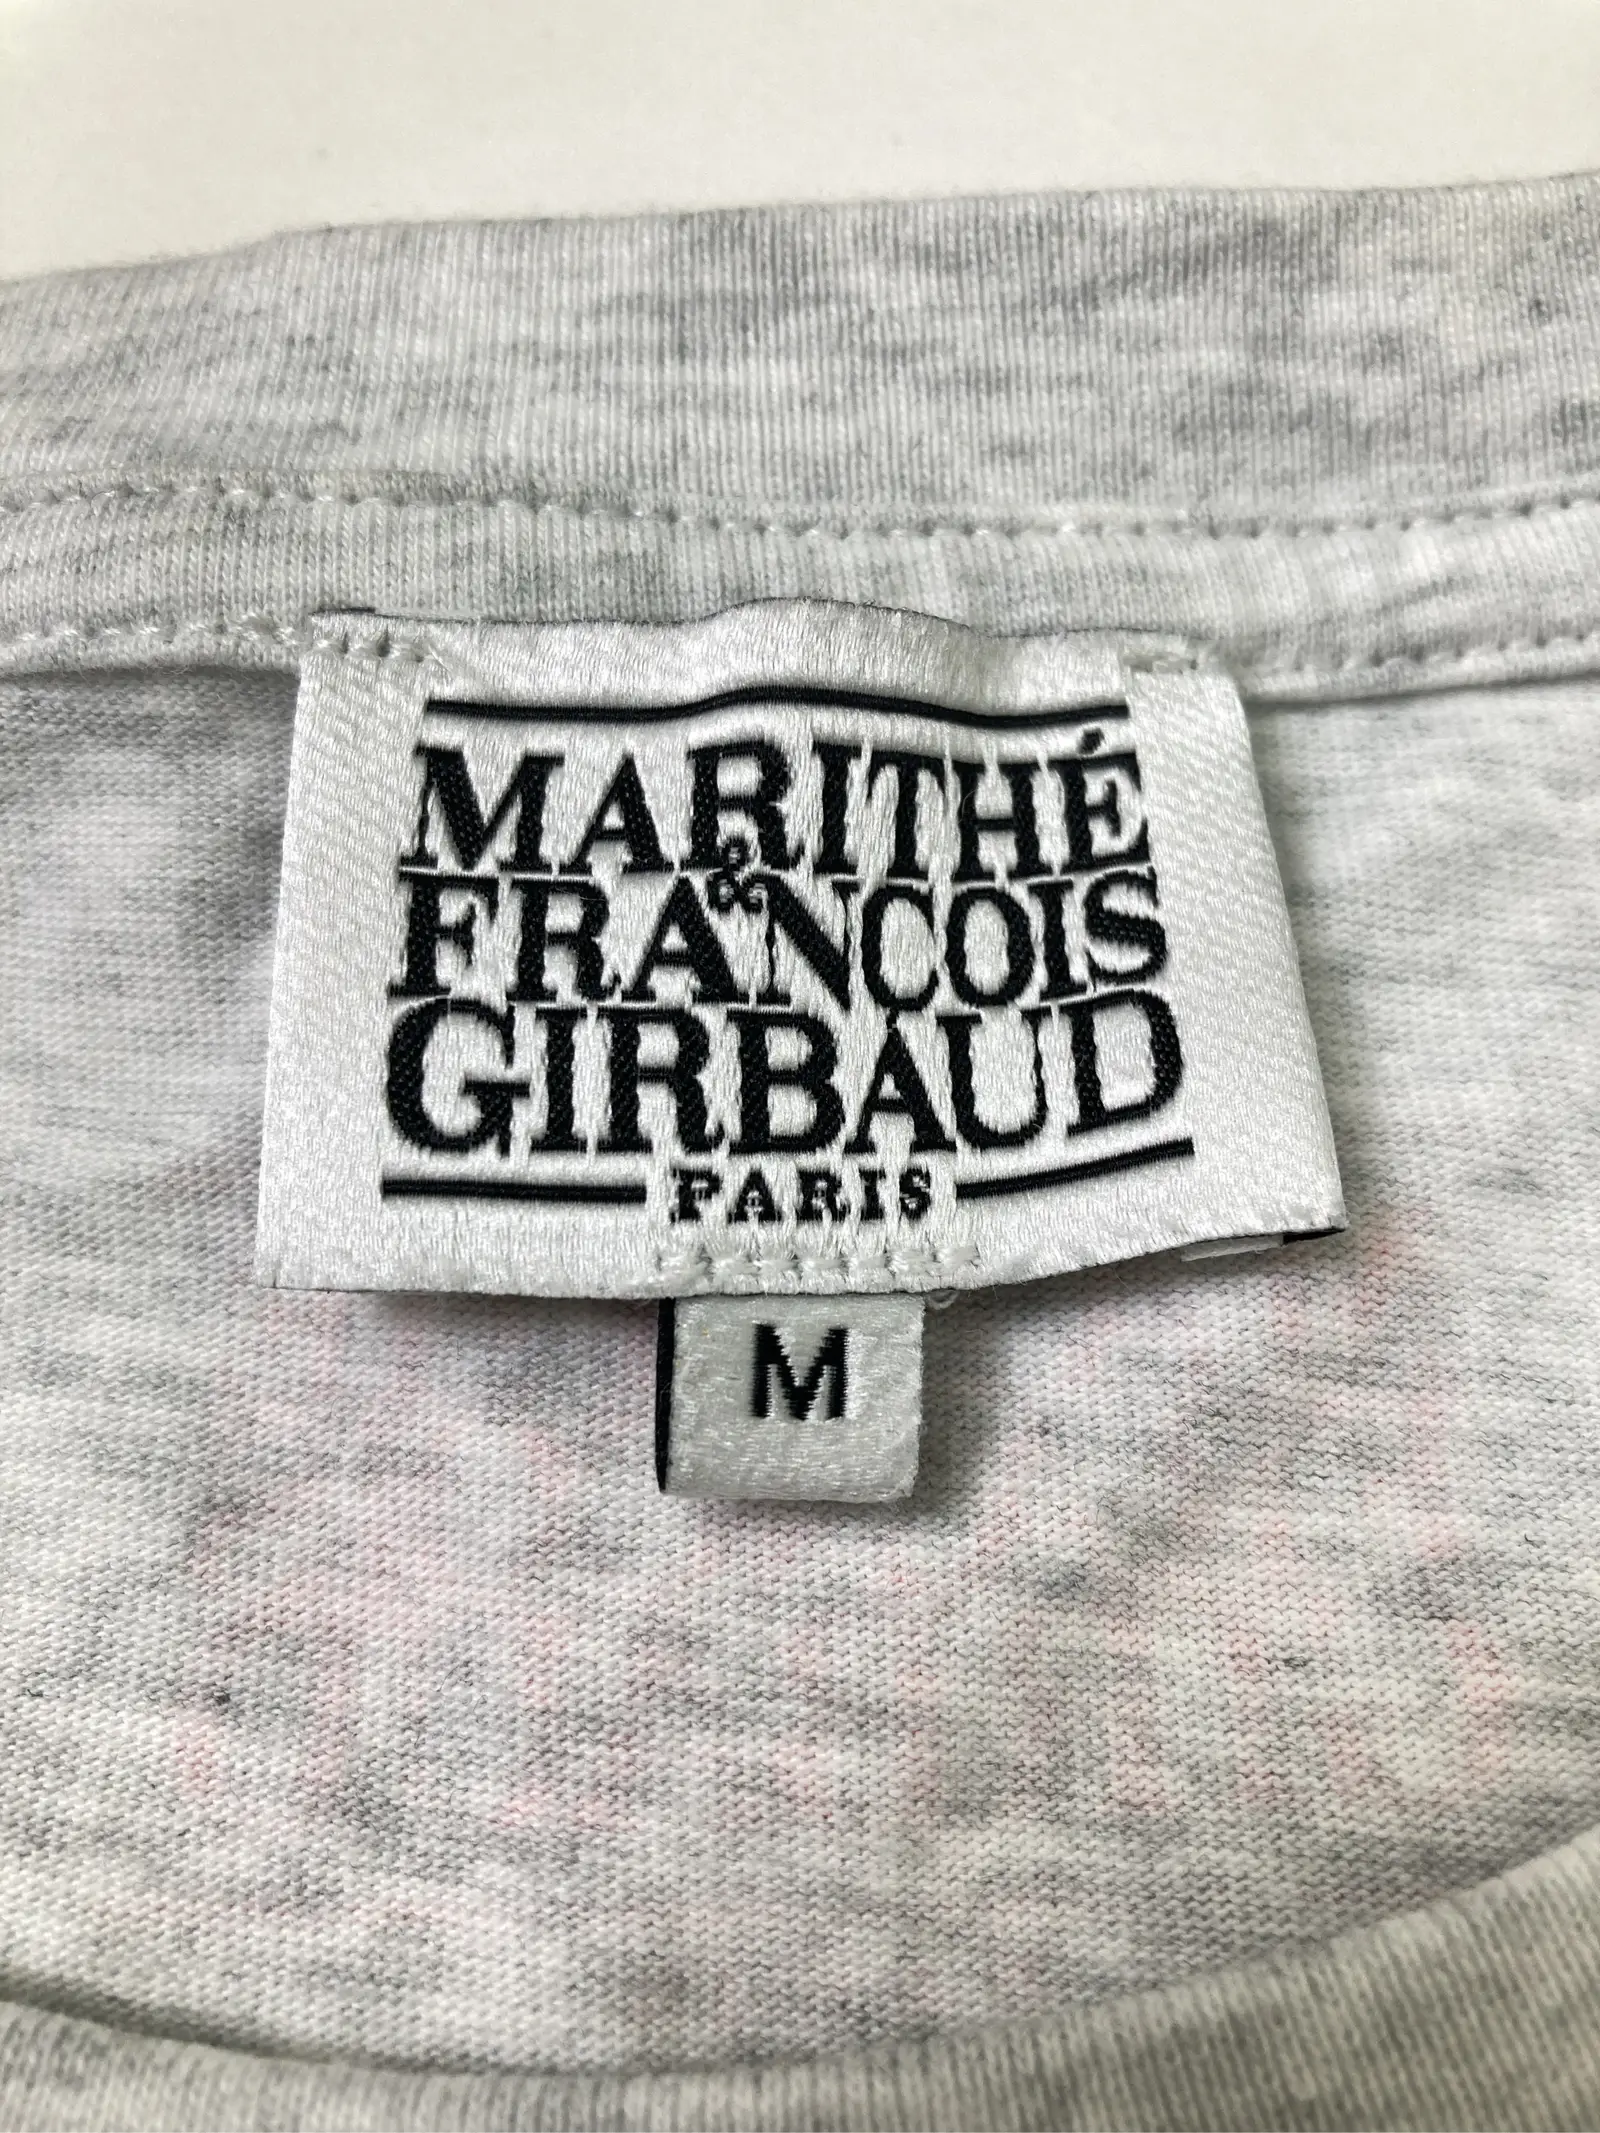 MARITHÉ
&
FRANCOIS
GIRBAUD
PARIS
M